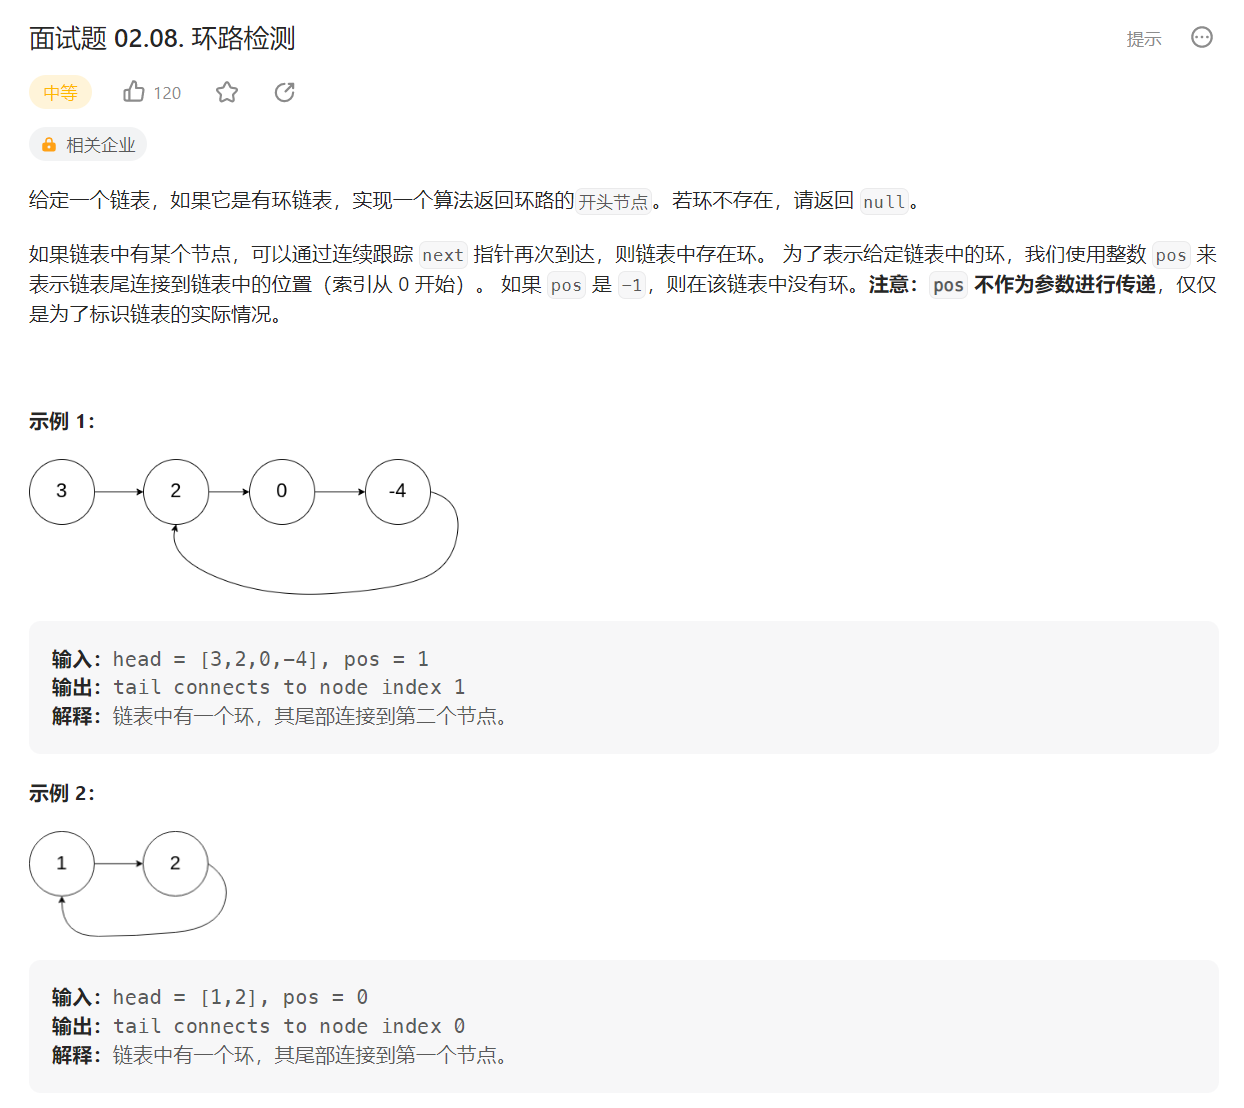 面试题 02.08. 环路检测
提示
中等
120
相关企业
给定一个链表，如果它是有环链表，实现一个算法返回环路的开头节点。若环不存在，请返回 null。
如果链表中有某个节点，可以通过连续跟踪 next 指针再次到达，则链表中存在环。 为了表示给定链表中的环，我们使用整数 pos 来
表示链表尾连接到链表中的位置（索引从 0 开始）。 如果 pos 是 -1，则在该链表中没有环。注意：pos 不作为参数进行传递，仅仅
是为了标识链表的实际情况。
示例 1：
3 2 0 -4
输入：head = [3,2,0,-4], pos = 1
输出：tail connects to node index 1
解释：链表中有一个环，其尾部连接到第二个节点。
示例 2：
1 2
输入：head = [1,2], pos = 0
输出：tail connects to node index 0
解释：链表中有一个环，其尾部连接到第一个节点。